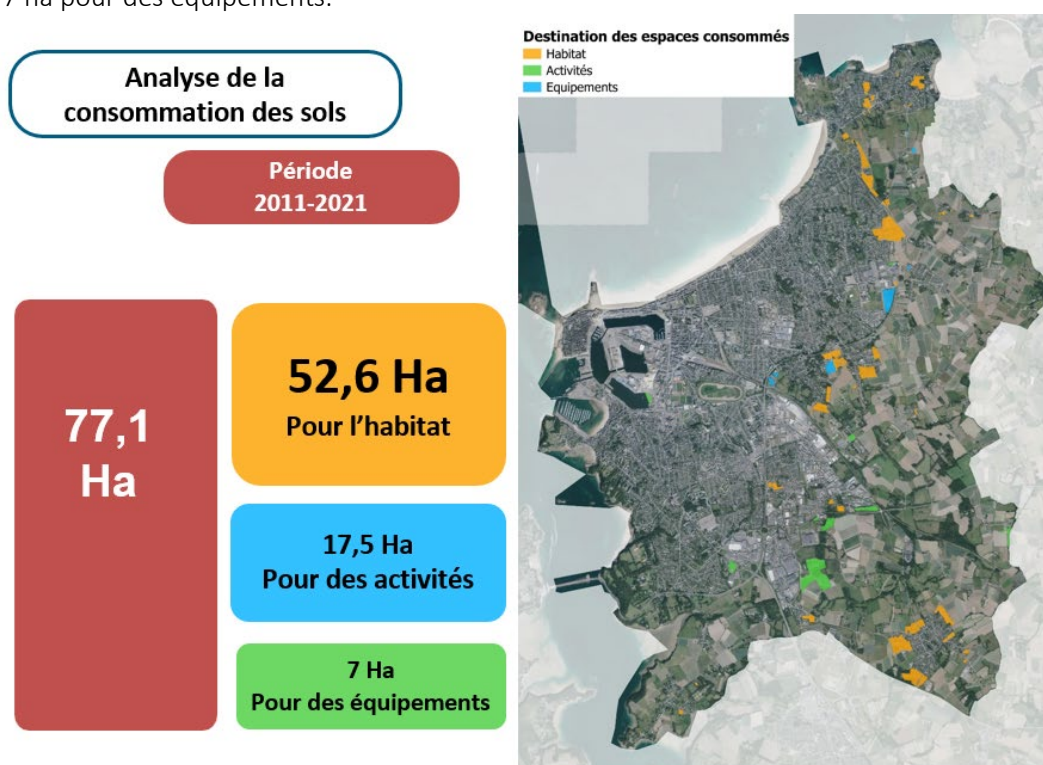 7 ha pour des équipements.
Analyse de la
consommation des sols
Période
2011-2021
77,1
Ha
52,6 Ha
Pour l'habitat
17,5 Ha
Pour des activités
7 Ha
Pour des équipements
Destination des espaces consommés
Habitat
Activités
Equipements